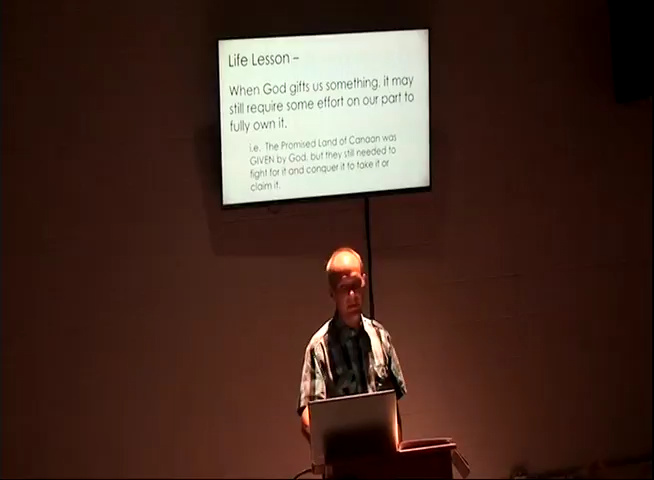 Life Lesson –
When God gifts us something, it may
still require some effort on our part to
fully own it.
i.e. The Promised Land of Canaan was
GIVEN by God, but they still needed to
fight for it and conquer it to take it or
claim it.